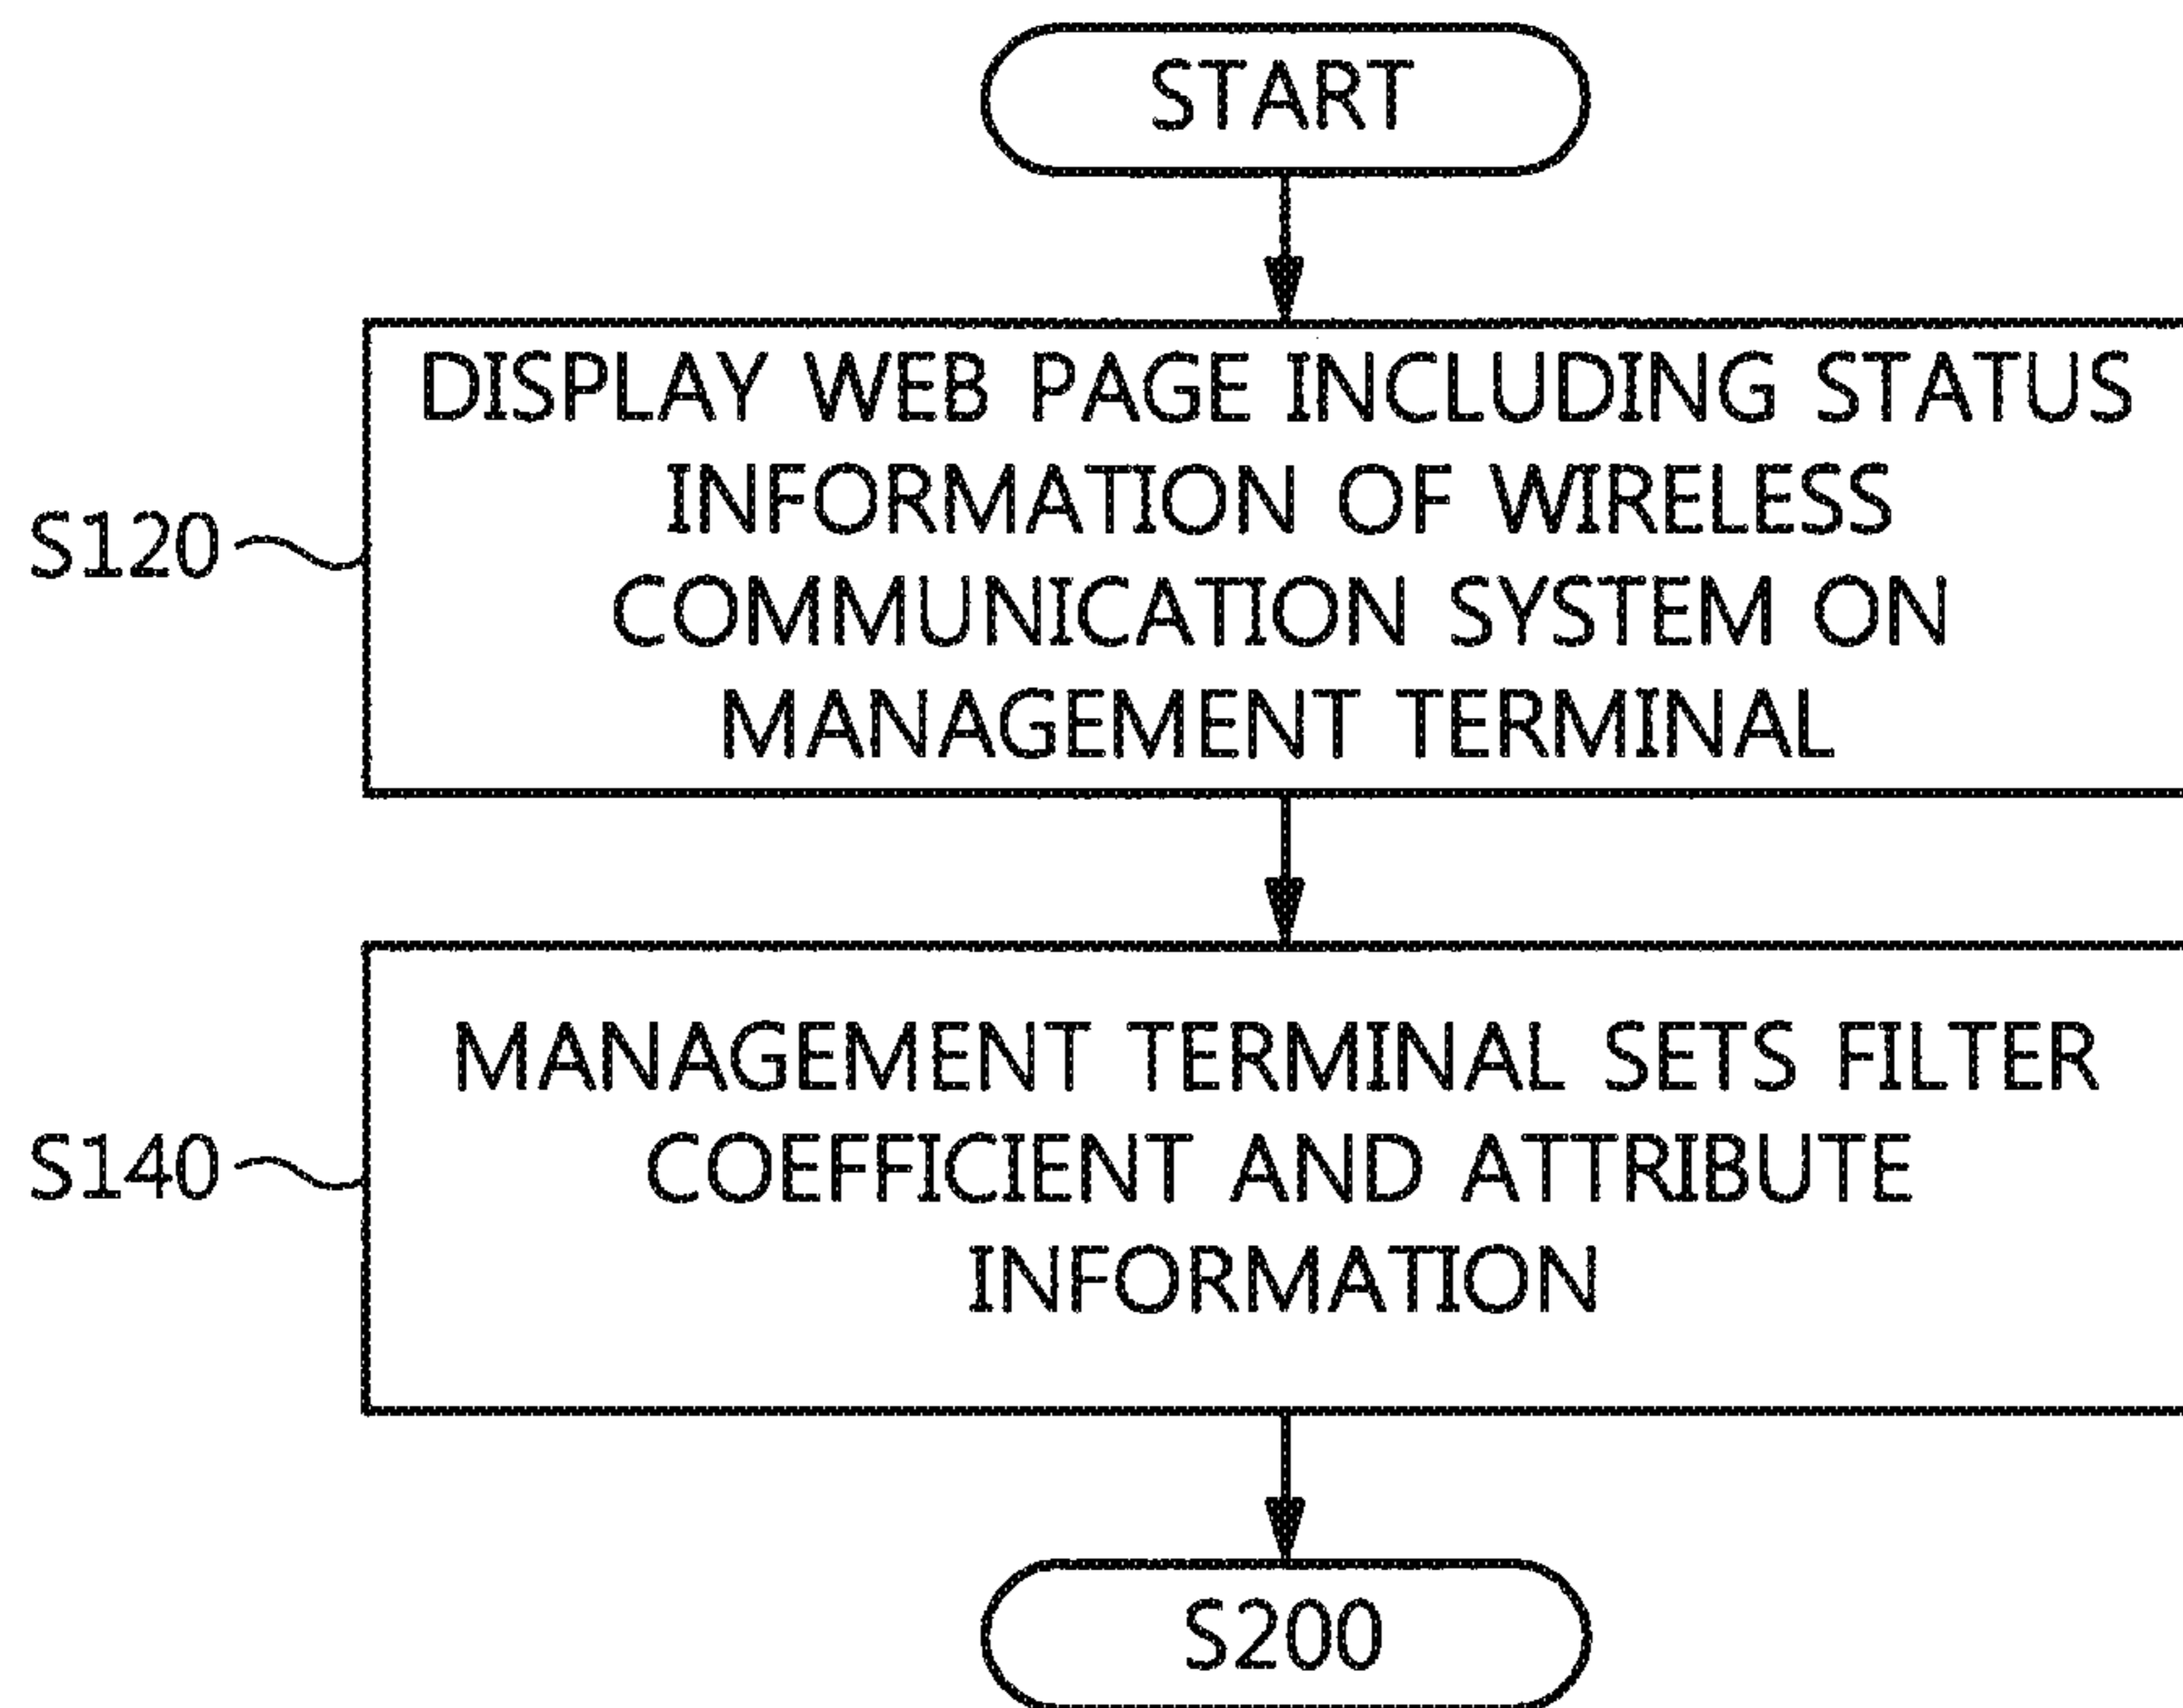 START
DISPLAY WEB PAGE INCLUDING STATUS
INFORMATION OF WIRELESS
COMMUNICATION SYSTEM ON
MANAGEMENT TERMINAL
S120
MANAGEMENT TERMINAL SETS FILTER
COEFFICIENT AND ATTRIBUTE
INFORMATION
S140
S200